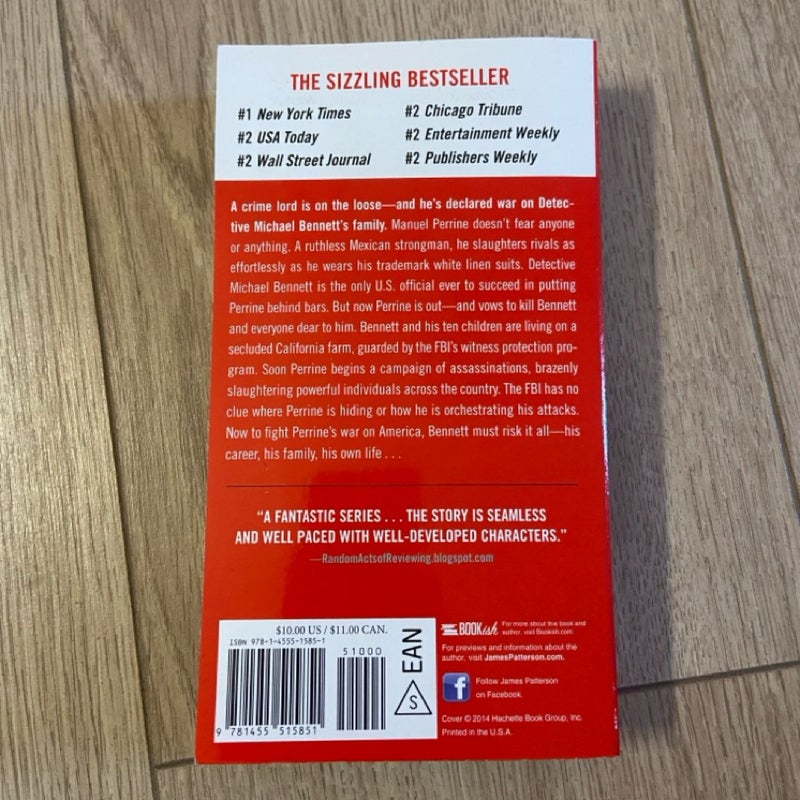 THE SIZZLING BESTSELLER
#1 New York Times
#2 USA Today
#2 Wall Street Journal
#2 Chicago Tribune
#2 Entertainment Weekly
#2 Publishers Weekly
A crime lord is on the loose—and he's declared war on Detec-
tive Michael Bennett's family. Manuel Perrine doesn't fear anyone
or anything. A ruthless Mexican strongman, he slaughters rivals as
effortlessly as he wears his trademark white linen suits. Detective
Michael Bennett is the only U.S. official ever to succeed in putting
Perrine behind bars. But now Perrine is out—and vows to kill Bennett
and everyone dear to him. Bennett and his ten children are living on a
secluded California farm, guarded by the FBI's witness protection pro-
gram. Soon Perrine begins a campaign of assassinations, brazenly
slaughtering powerful individuals across the country. The FBI has no
clue where Perrine is hiding or how he is orchestrating his attacks.
Now to fight Perrine's war on America, Bennett must risk it all—his
career, his family, his own life . . .
“A FANTASTIC SERIES . . . THE STORY IS SEAMLESS
AND WELL PACED WITH WELL-DEVELOPED CHARACTERS.”
—RandomActsofReviewing.blogspot.com
$10.00 US / $11.00 CAN.
ISBN 978-1-4555-1585-1
51000
9 781455 515851
EAN
S
BOOKish
For more about this book and
author, visit Bookish.com
For previews and information about the
author, visit JamesPatterson.com.
f
Follow James Patterson
on Facebook.
Cover © 2014 Hachette Book Group, Inc.
Printed in the U.S.A.